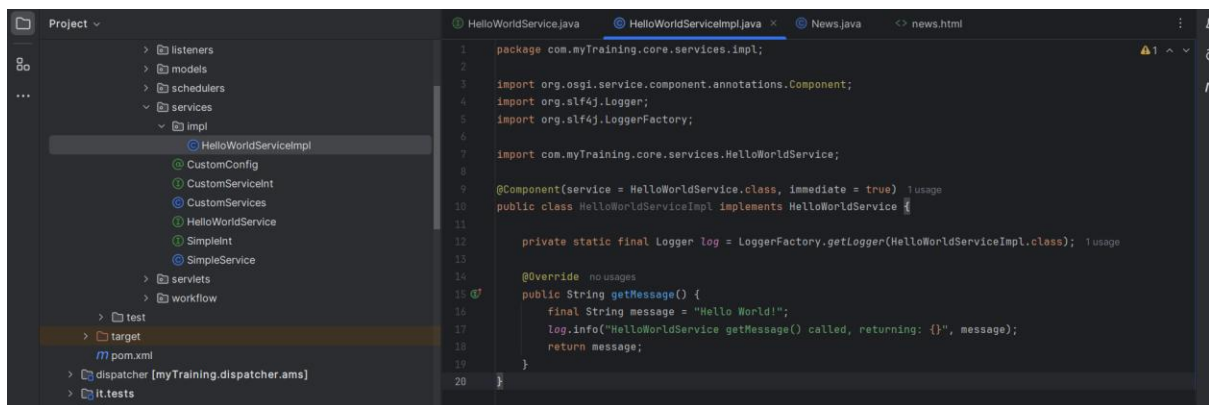 Project
listeners
models
schedulers
services
impl
HelloWorldServiceImpl
CustomConfig
CustomServiceInt
CustomServices
HelloWorldService
SimpleInt
SimpleService
servlets
workflow
test
target
pom.xml
dispatcher [myTraining.dispatcher.ams]
it.tests
HelloWorldService.java HelloWorldServiceImpl.java News.java news.html
1 package com.myTraining.core.services.impl; 1
2
3 import org.osgi.service.component.annotations.Component;
4 import org.slf4j.Logger;
5 import org.slf4j.LoggerFactory;
6
7 import com.myTraining.core.services.HelloWorldService;
8
9 @Component(service = HelloWorldService.class, immediate = true) 1 usage
10 public class HelloWorldServiceImpl implements HelloWorldService {
11
12 private static final Logger log = LoggerFactory.getLogger(HelloWorldServiceImpl.class); 1 usage
13
14 @Override no usages
15 public String getMessage() {
16 final String message = "Hello World!";
17 log.info("HelloWorldService getMessage() called, returning: {}", message);
18 return message;
19 }
20 }